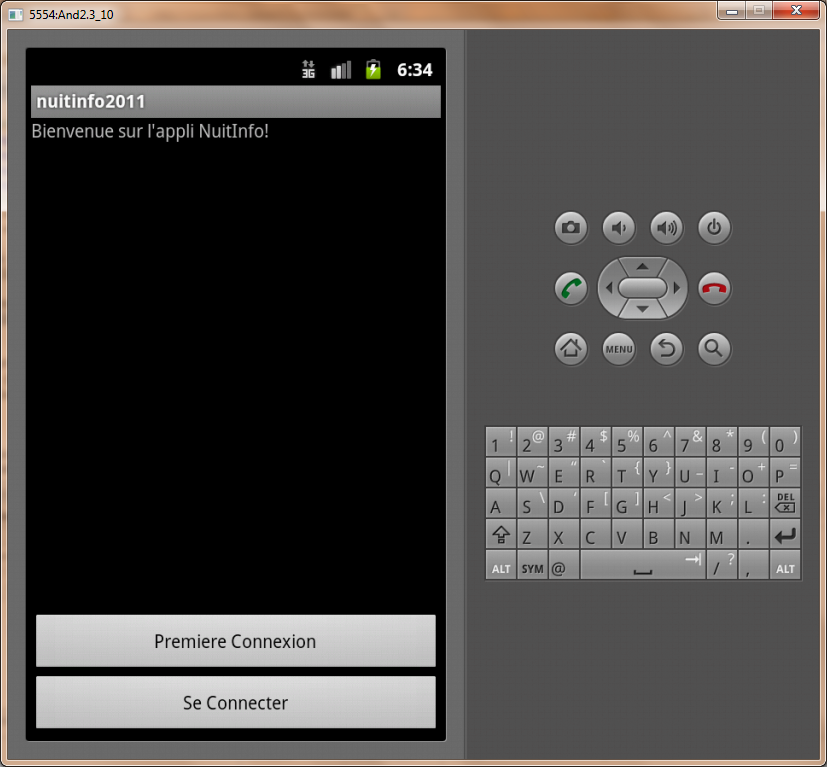 5554:And2.3_10
3G 6:34
nuitinfo2011
Bienvenue sur l'appli NuitInfo!
Premiere Connexion
Se Connecter
MENU
1 ! 2 @ 3 # 4 $ 5 % 6 ^ 7 & 8 * 9 ( 0 )
Q | W ~ E " R ` T { Y } U _ I - O + P =
A S \ D ' F [ G ] H < J > K ; L : DEL
Z X C V B N M .
ALT SYM @ / ? , ALT